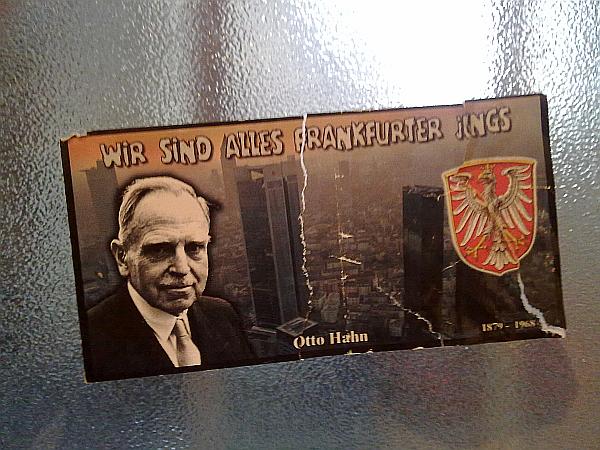 WiR SiND ALLES FRANKFURTER jUNGS
Otto Hahn
1879 - 1968